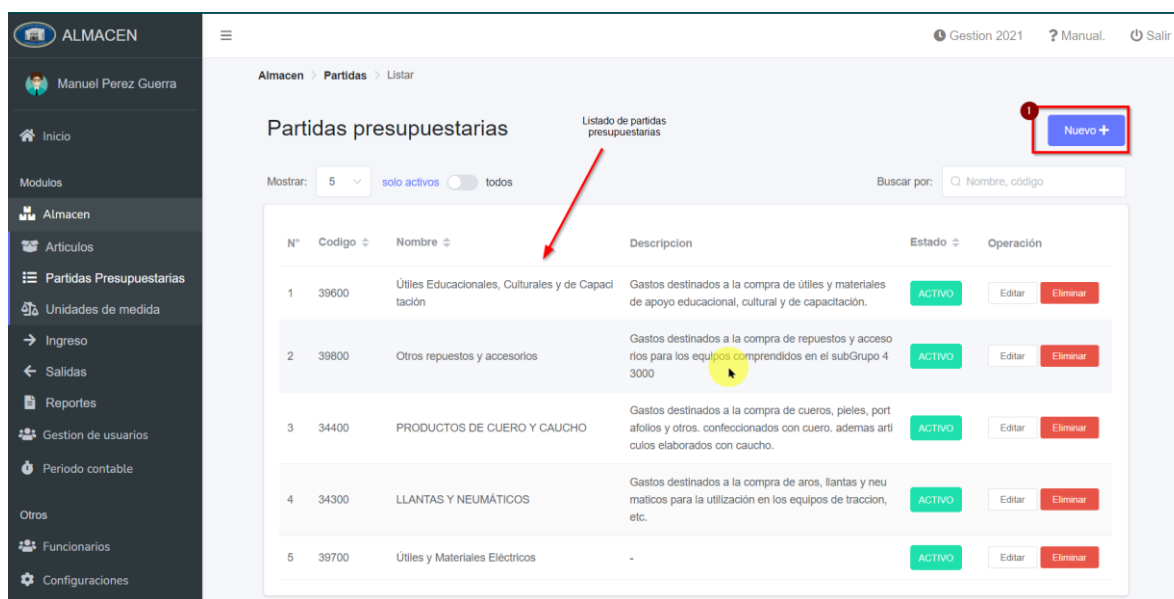 ALMACEN
Gestion 2021
? Manual.
Salir
Manuel Perez Guerra
Almacen > Partidas > Listar
Inicio
Partidas presupuestarias
Listado de partidas
presupuestarias
1
Nuevo +
Modulos
Mostrar: 5 solo activos todos
Buscar por: Nombre, código
Almacen
Articulos
Partidas Presupuestarias
Unidades de medida
Ingreso
Salidas
Reportes
Gestion de usuarios
Periodo contable
Otros
Funcionarios
Configuraciones
N° Codigo Nombre Descripcion Estado Operación
1 39600 Útiles Educacionales, Culturales y de Capaci
tación
Gastos destinados a la compra de útiles y materiales
de apoyo educacional, cultural y de capacitación.
ACTIVO Editar Eliminar
2 39800 Otros repuestos y accesorios
Gastos destinados a la compra de repuestos y acceso
rios para los equipos comprendidos en el subGrupo 4
3000
ACTIVO Editar Eliminar
3 34400 PRODUCTOS DE CUERO Y CAUCHO
Gastos destinados a la compra de cueros, pieles, port
afolios y otros. confeccionados con cuero. ademas arti
culos elaborados con caucho.
ACTIVO Editar Eliminar
4 34300 LLANTAS Y NEUMÁTICOS
Gastos destinados a la compra de aros, llantas y neu
maticos para la utilización en los equipos de traccion,
etc.
ACTIVO Editar Eliminar
5 39700 Útiles y Materiales Eléctricos - ACTIVO Editar Eliminar